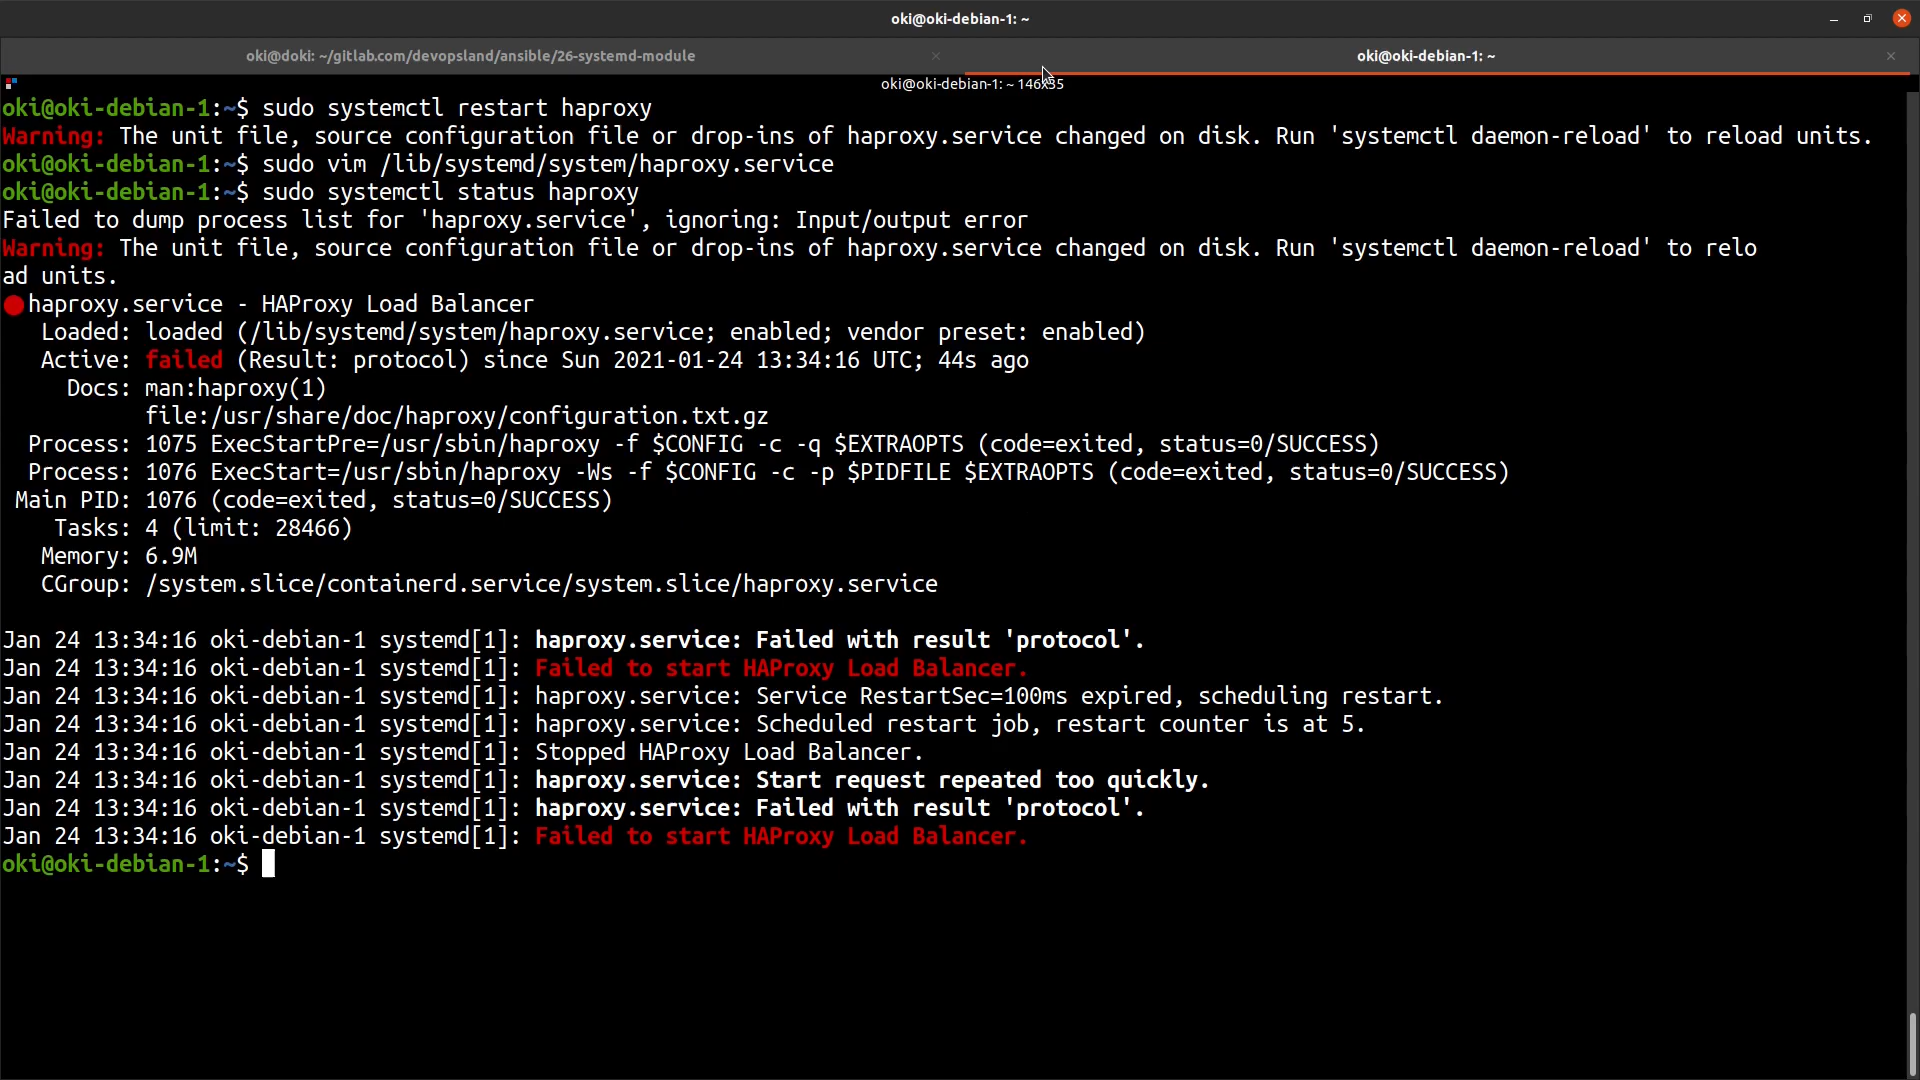 oki@oki-debian-1: ~
oki@doki: ~/gitlab.com/devopsland/ansible/26-systemd-module
oki@oki-debian-1: ~
oki@oki-debian-1: ~ 146x35
oki@oki-debian-1:~$ sudo systemctl restart haproxy
Warning: The unit file, source configuration file or drop-ins of haproxy.service changed on disk. Run 'systemctl daemon-reload' to reload units.
oki@oki-debian-1:~$ sudo vim /lib/systemd/system/haproxy.service
oki@oki-debian-1:~$ sudo systemctl status haproxy
Failed to dump process list for 'haproxy.service', ignoring: Input/output error
Warning: The unit file, source configuration file or drop-ins of haproxy.service changed on disk. Run 'systemctl daemon-reload' to relo
ad units.
haproxy.service - HAProxy Load Balancer
Loaded: loaded (/lib/systemd/system/haproxy.service; enabled; vendor preset: enabled)
Active: failed (Result: protocol) since Sun 2021-01-24 13:34:16 UTC; 44s ago
Docs: man:haproxy(1)
file:/usr/share/doc/haproxy/configuration.txt.gz
Process: 1075 ExecStartPre=/usr/sbin/haproxy -f $CONFIG -c -q $EXTRAOPTS (code=exited, status=0/SUCCESS)
Process: 1076 ExecStart=/usr/sbin/haproxy -Ws -f $CONFIG -c -p $PIDFILE $EXTRAOPTS (code=exited, status=0/SUCCESS)
Main PID: 1076 (code=exited, status=0/SUCCESS)
Tasks: 4 (limit: 28466)
Memory: 6.9M
CGroup: /system.slice/containerd.service/system.slice/haproxy.service
Jan 24 13:34:16 oki-debian-1 systemd[1]: haproxy.service: Failed with result 'protocol'.
Jan 24 13:34:16 oki-debian-1 systemd[1]: Failed to start HAProxy Load Balancer.
Jan 24 13:34:16 oki-debian-1 systemd[1]: haproxy.service: Service RestartSec=100ms expired, scheduling restart.
Jan 24 13:34:16 oki-debian-1 systemd[1]: haproxy.service: Scheduled restart job, restart counter is at 5.
Jan 24 13:34:16 oki-debian-1 systemd[1]: Stopped HAProxy Load Balancer.
Jan 24 13:34:16 oki-debian-1 systemd[1]: haproxy.service: Start request repeated too quickly.
Jan 24 13:34:16 oki-debian-1 systemd[1]: haproxy.service: Failed with result 'protocol'.
Jan 24 13:34:16 oki-debian-1 systemd[1]: Failed to start HAProxy Load Balancer.
oki@oki-debian-1:~$